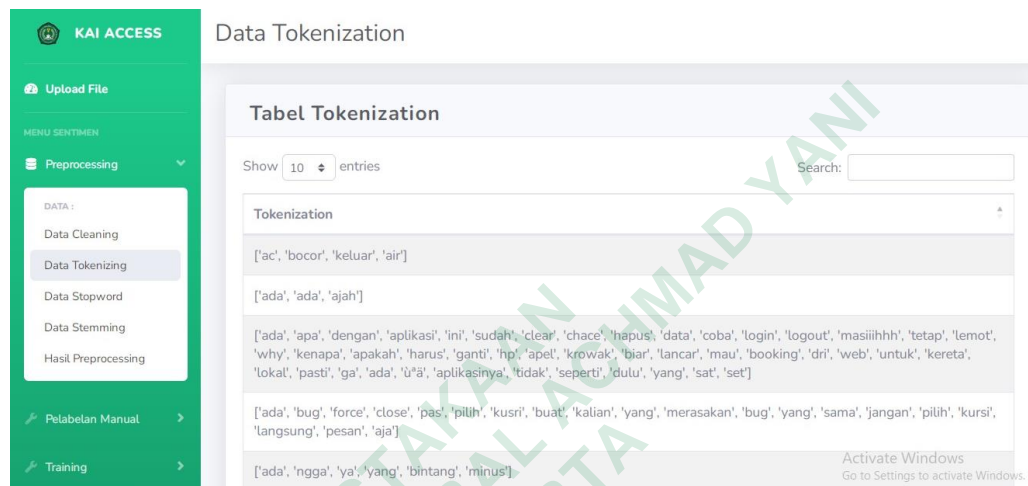 KAI ACCESS
Data Tokenization
Upload File
MENU SENTIMEN
Preprocessing
DATA :
Data Cleaning
Data Tokenizing
Data Stopword
Data Stemming
Hasil Preprocessing
Pelabelan Manual
Training
Tabel Tokenization
Show 10 entries
Search:
Tokenization
['ac', 'bocor', 'keluar', 'air']
['ada', 'ada', 'ajah']
['ada', 'apa', 'dengan', 'aplikasi', 'ini', 'sudah', 'clear', 'chace', 'hapus', 'data', 'coba', 'login', 'logout', 'masiiihhh', 'tetap', 'lemot',
'why', 'kenapa', 'apakah', 'harus', 'ganti', 'hp', 'apel', 'krowak', 'biar', 'lancar', 'mau', 'booking', 'dri', 'web', 'untuk', 'kereta',
'lokal', 'pasti', 'ga', 'ada', 'ùªä', 'aplikasinya', 'tidak', 'seperti', 'dulu', 'yang', 'sat', 'set']
['ada', 'bug', 'force', 'close', 'pas', 'pilih', 'kusri', 'buat', 'kalian', 'yang', 'merasakan', 'bug', 'yang', 'sama', 'jangan', 'pilih', 'kursi',
'langsung', 'pesan', 'aja']
['ada', 'ngga', 'ya', 'yang', 'bintang', 'minus']
Activate Windows
Go to Settings to activate Windows.
STAKAAN
AL ACHMAD YANI
TA